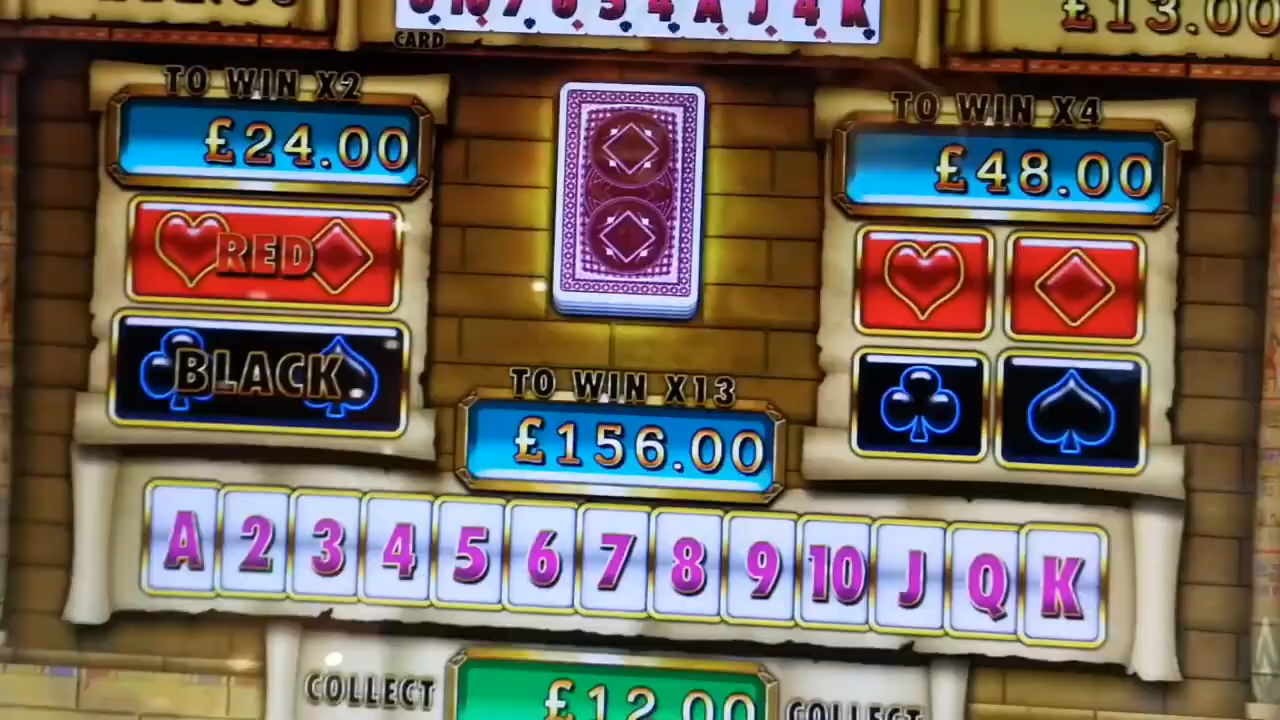 £13.00
CARD
TO WIN X2
£24.00
RED
BLACK
TO WIN X4
£48.00
TO WIN X13
£156.00
A 2 3 4 5 6 7 8 9 10 J Q K
COLLECT £12.00 COLLECT